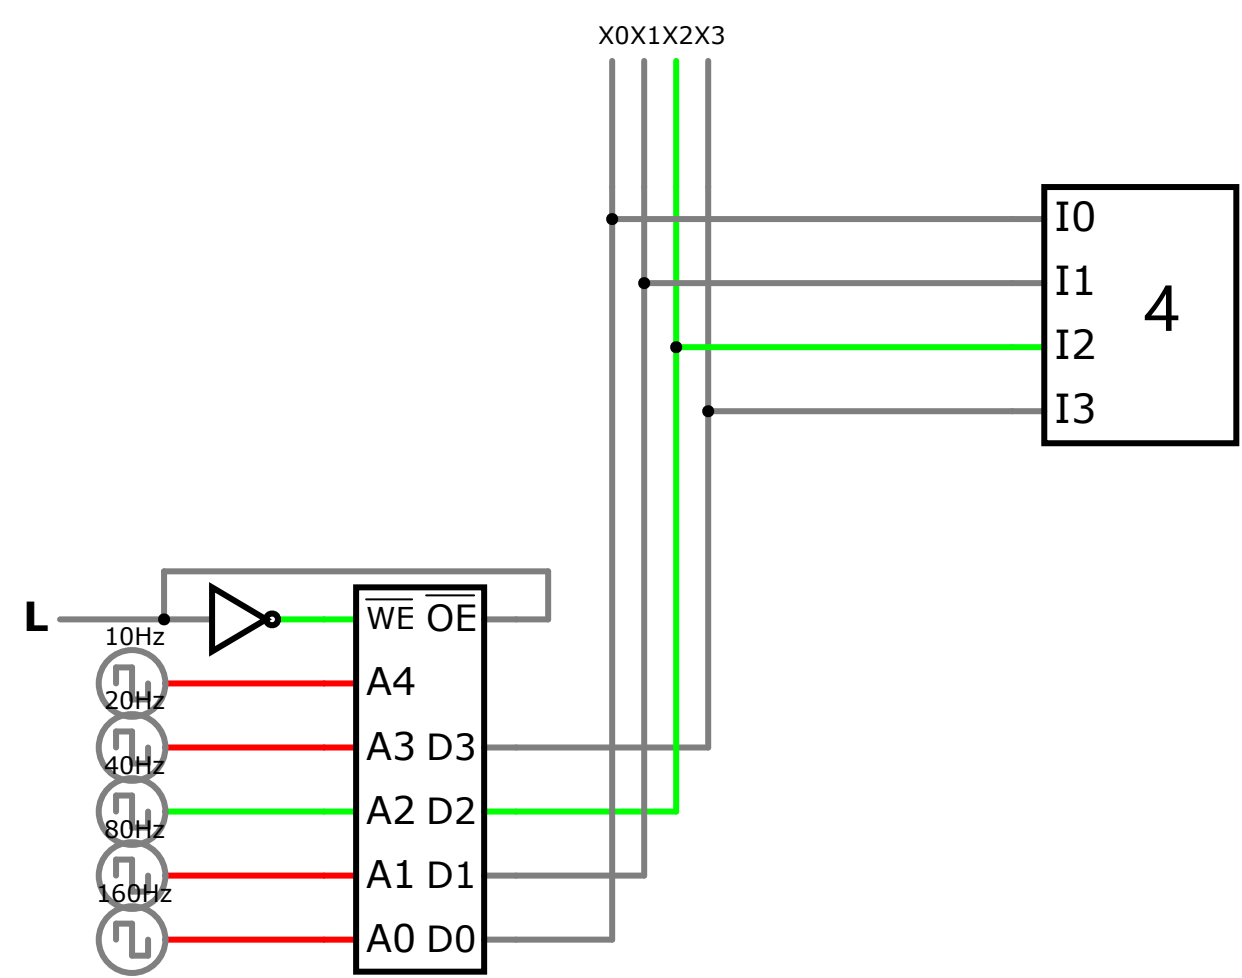 X0X1X2X3
I0
I1
4
I2
I3
L
WE OE
10Hz
A4
20Hz
A3 D3
40Hz
A2 D2
80Hz
A1 D1
160Hz
A0 D0